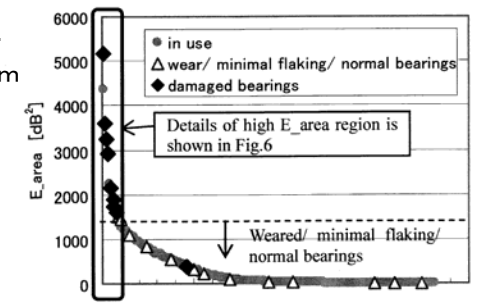 m
6000
5000
4000
3000
2000
1000
0
E_area [dB²]
in use
wear/ minimal flaking/ normal bearings
damaged bearings
Details of high E_area region is
shown in Fig.6
Weared/ minimal flaking/
normal bearings